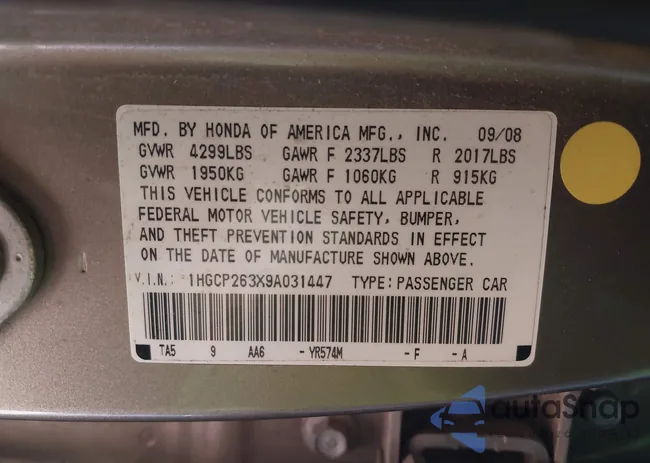 MFD. BY HONDA OF AMERICA MFG., INC. 09/08
GVWR 4299LBS GAWR F 2337LBS R 2017LBS
GVWR 1950KG GAWR F 1060KG R 915KG
THIS VEHICLE CONFORMS TO ALL APPLICABLE
FEDERAL MOTOR VEHICLE SAFETY, BUMPER,
AND THEFT PREVENTION STANDARDS IN EFFECT
ON THE DATE OF MANUFACTURE SHOWN ABOVE.
V.I.N.: 1HGCP263X9A031447 TYPE: PASSENGER CAR
TA5 9 AA6 - YR574M - F - A
autoSnap